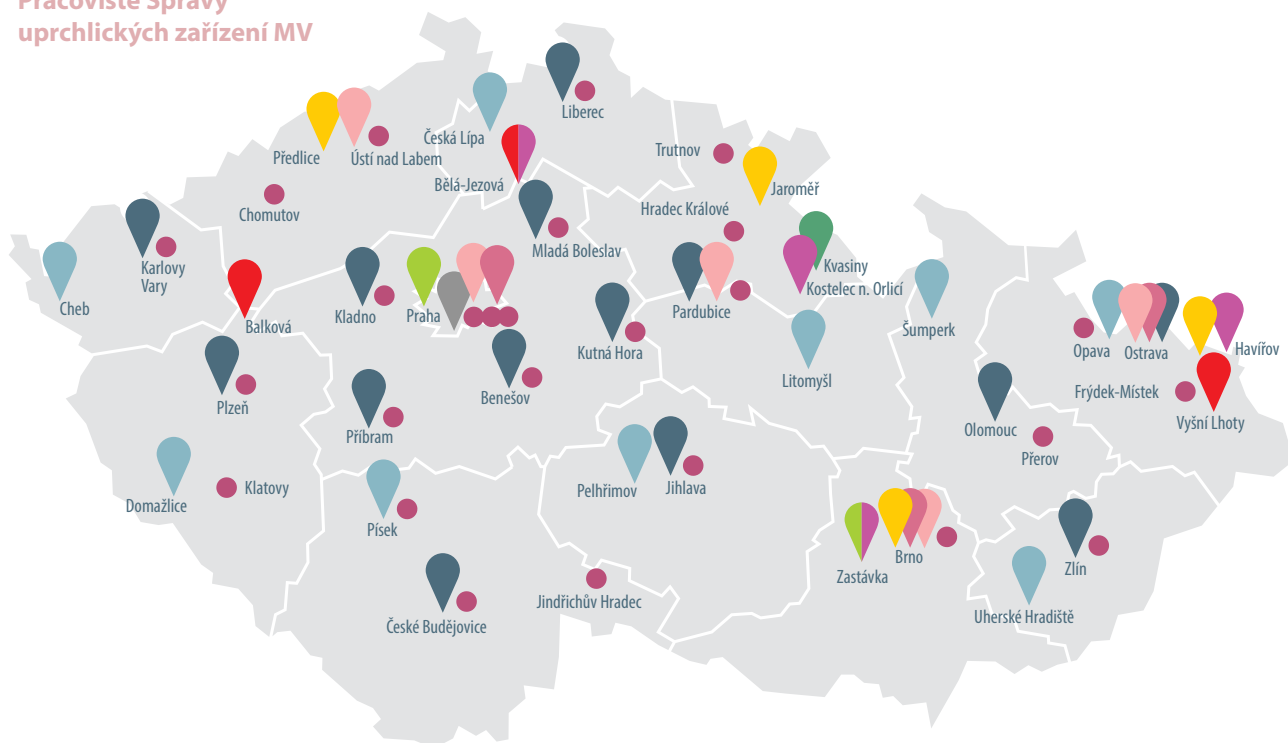 Pracoviště Správy
uprchlických zařízení MV
Liberec
Česká Lípa
Předlice
Ústí nad Labem
Trutnov
Bělá-Jezová
Jaroměř
Chomutov
Hradec Králové
Mladá Boleslav
Kvasiny
Karlovy
Vary
Kostelec n. Orlicí
Cheb
Balková
Kladno
Praha
Pardubice
Šumperk
Kutná Hora
Opava
Ostrava
Havířov
Litomyšl
Plzeň
Benešov
Frýdek-Místek
Vyšní Lhoty
Příbram
Olomouc
Přerov
Domažlice
Klatovy
Pelhřimov
Jihlava
Písek
Brno
Zastávka
Zlín
Jindřichův Hradec
Uherské Hradiště
České Budějovice